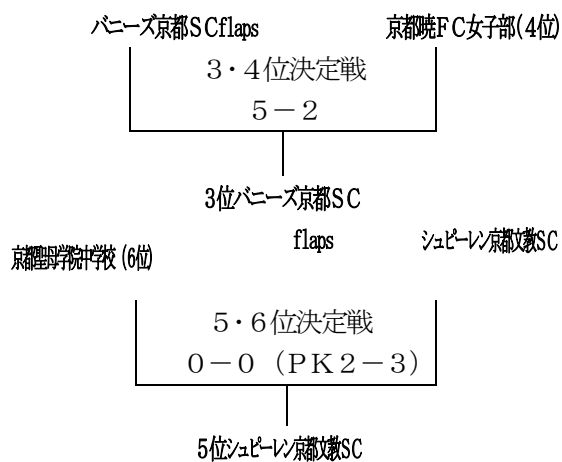 バニーズ京都ＳＣflaps
京都暁ＦＣ女子部(４位)
３・４位決定戦
５－２
３位バニーズ京都ＳＣ
flaps
シュピーレン京都文教SC
京都聖母学院中学校（6位）
５・６位決定戦
０－０（ＰＫ２－３）
５位シュピーレン京都文教SC